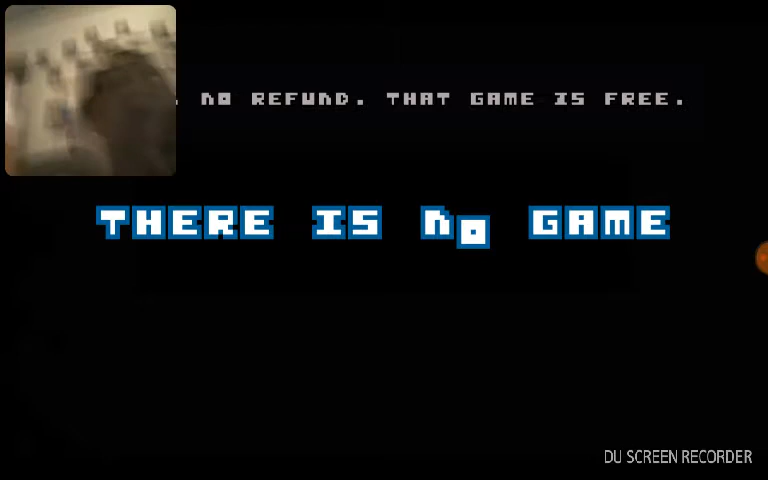 . NO REFUND. THAT GAME IS FREE.
THERE IS NO GAME
DU SCREEN RECORDER